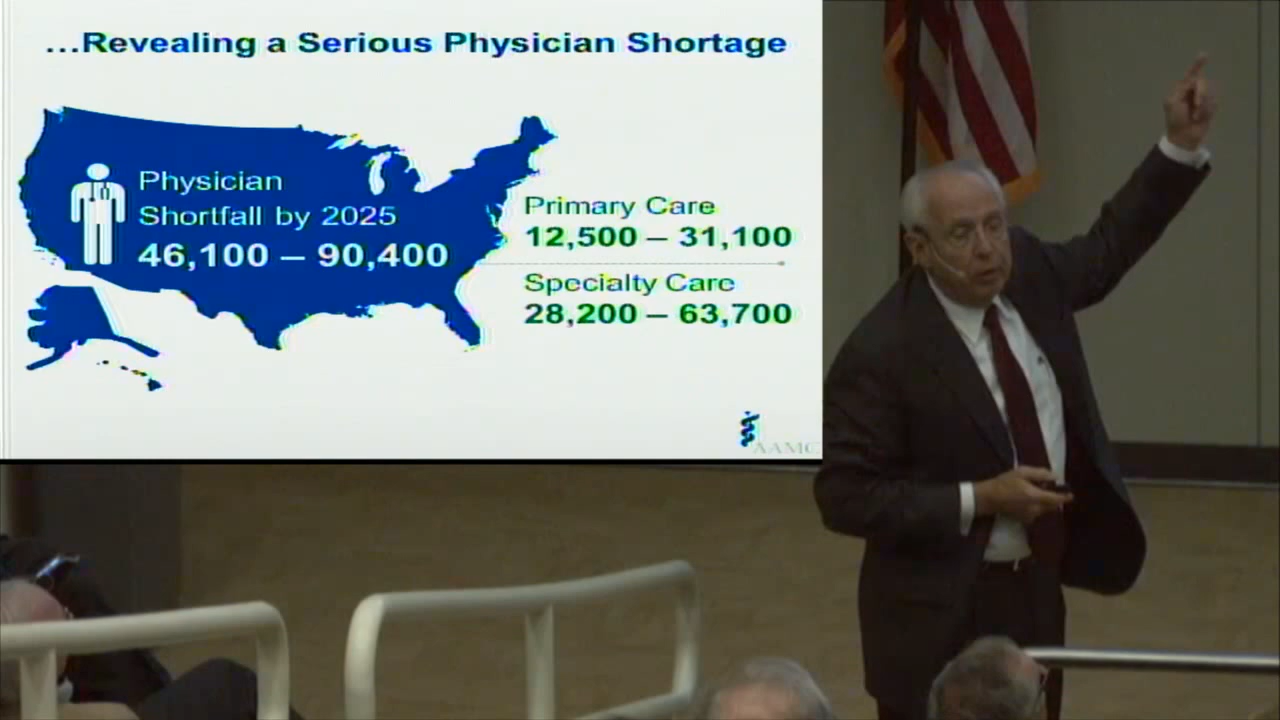 ...Revealing a Serious Physician Shortage
Physician
Shortfall by 2025
46,100 – 90,400
Primary Care
12,500 – 31,100
Specialty Care
28,200 – 63,700
AAMC